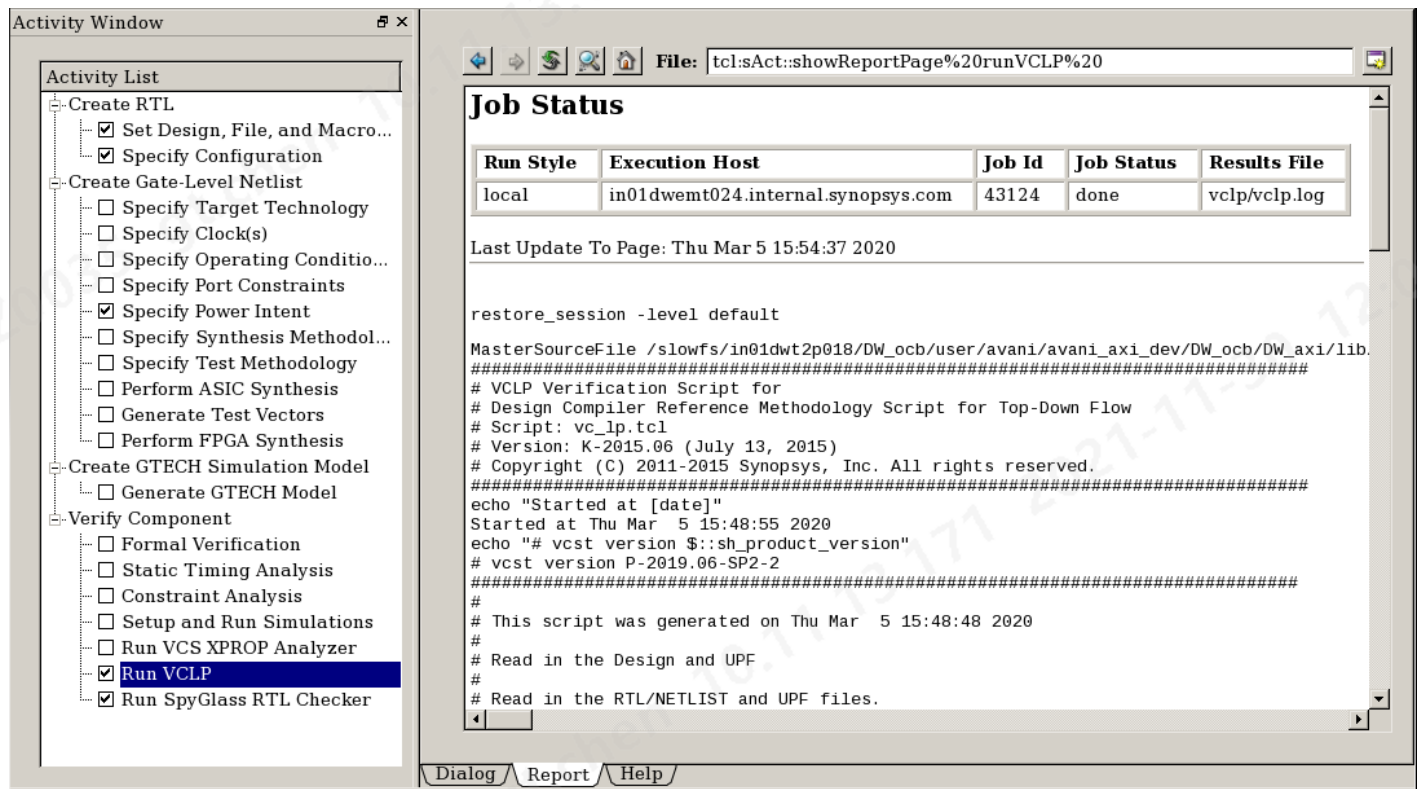 Activity Window
Activity List
Create RTL
Set Design, File, and Macro...
Specify Configuration
Create Gate-Level Netlist
Specify Target Technology
Specify Clock(s)
Specify Operating Conditio...
Specify Port Constraints
Specify Power Intent
Specify Synthesis Methodol...
Specify Test Methodology
Perform ASIC Synthesis
Generate Test Vectors
Perform FPGA Synthesis
Create GTECH Simulation Model
Generate GTECH Model
Verify Component
Formal Verification
Static Timing Analysis
Constraint Analysis
Setup and Run Simulations
Run VCS XPROP Analyzer
Run VCLP
Run SpyGlass RTL Checker
File: tcl:sAct::showReportPage%20runVCLP%20
Job Status
Run Style Execution Host Job Id Job Status Results File
local in01dwemt024.internal.synopsys.com 43124 done vclp/vclp.log
Last Update To Page: Thu Mar 5 15:54:37 2020
restore_session -level default
MasterSourceFile /slowfs/in01dwt2p018/DW_ocb/user/avani/avani_axi_dev/DW_ocb/DW_axi/lib.
################################################################################
# VCLP Verification Script for
# Design Compiler Reference Methodology Script for Top-Down Flow
# Script: vc_lp.tcl
# Version: K-2015.06 (July 13, 2015)
# Copyright (C) 2011-2015 Synopsys, Inc. All rights reserved.
################################################################################
echo "Started at [date]"
Started at Thu Mar  5 15:48:55 2020
echo "# vcst version $::sh_product_version"
# vcst version P-2019.06-SP2-2
###############################################################################
#
# This script was generated on Thu Mar  5 15:48:48 2020
#
# Read in the Design and UPF
#
# Read in the RTL/NETLIST and UPF files.
Dialog Report Help